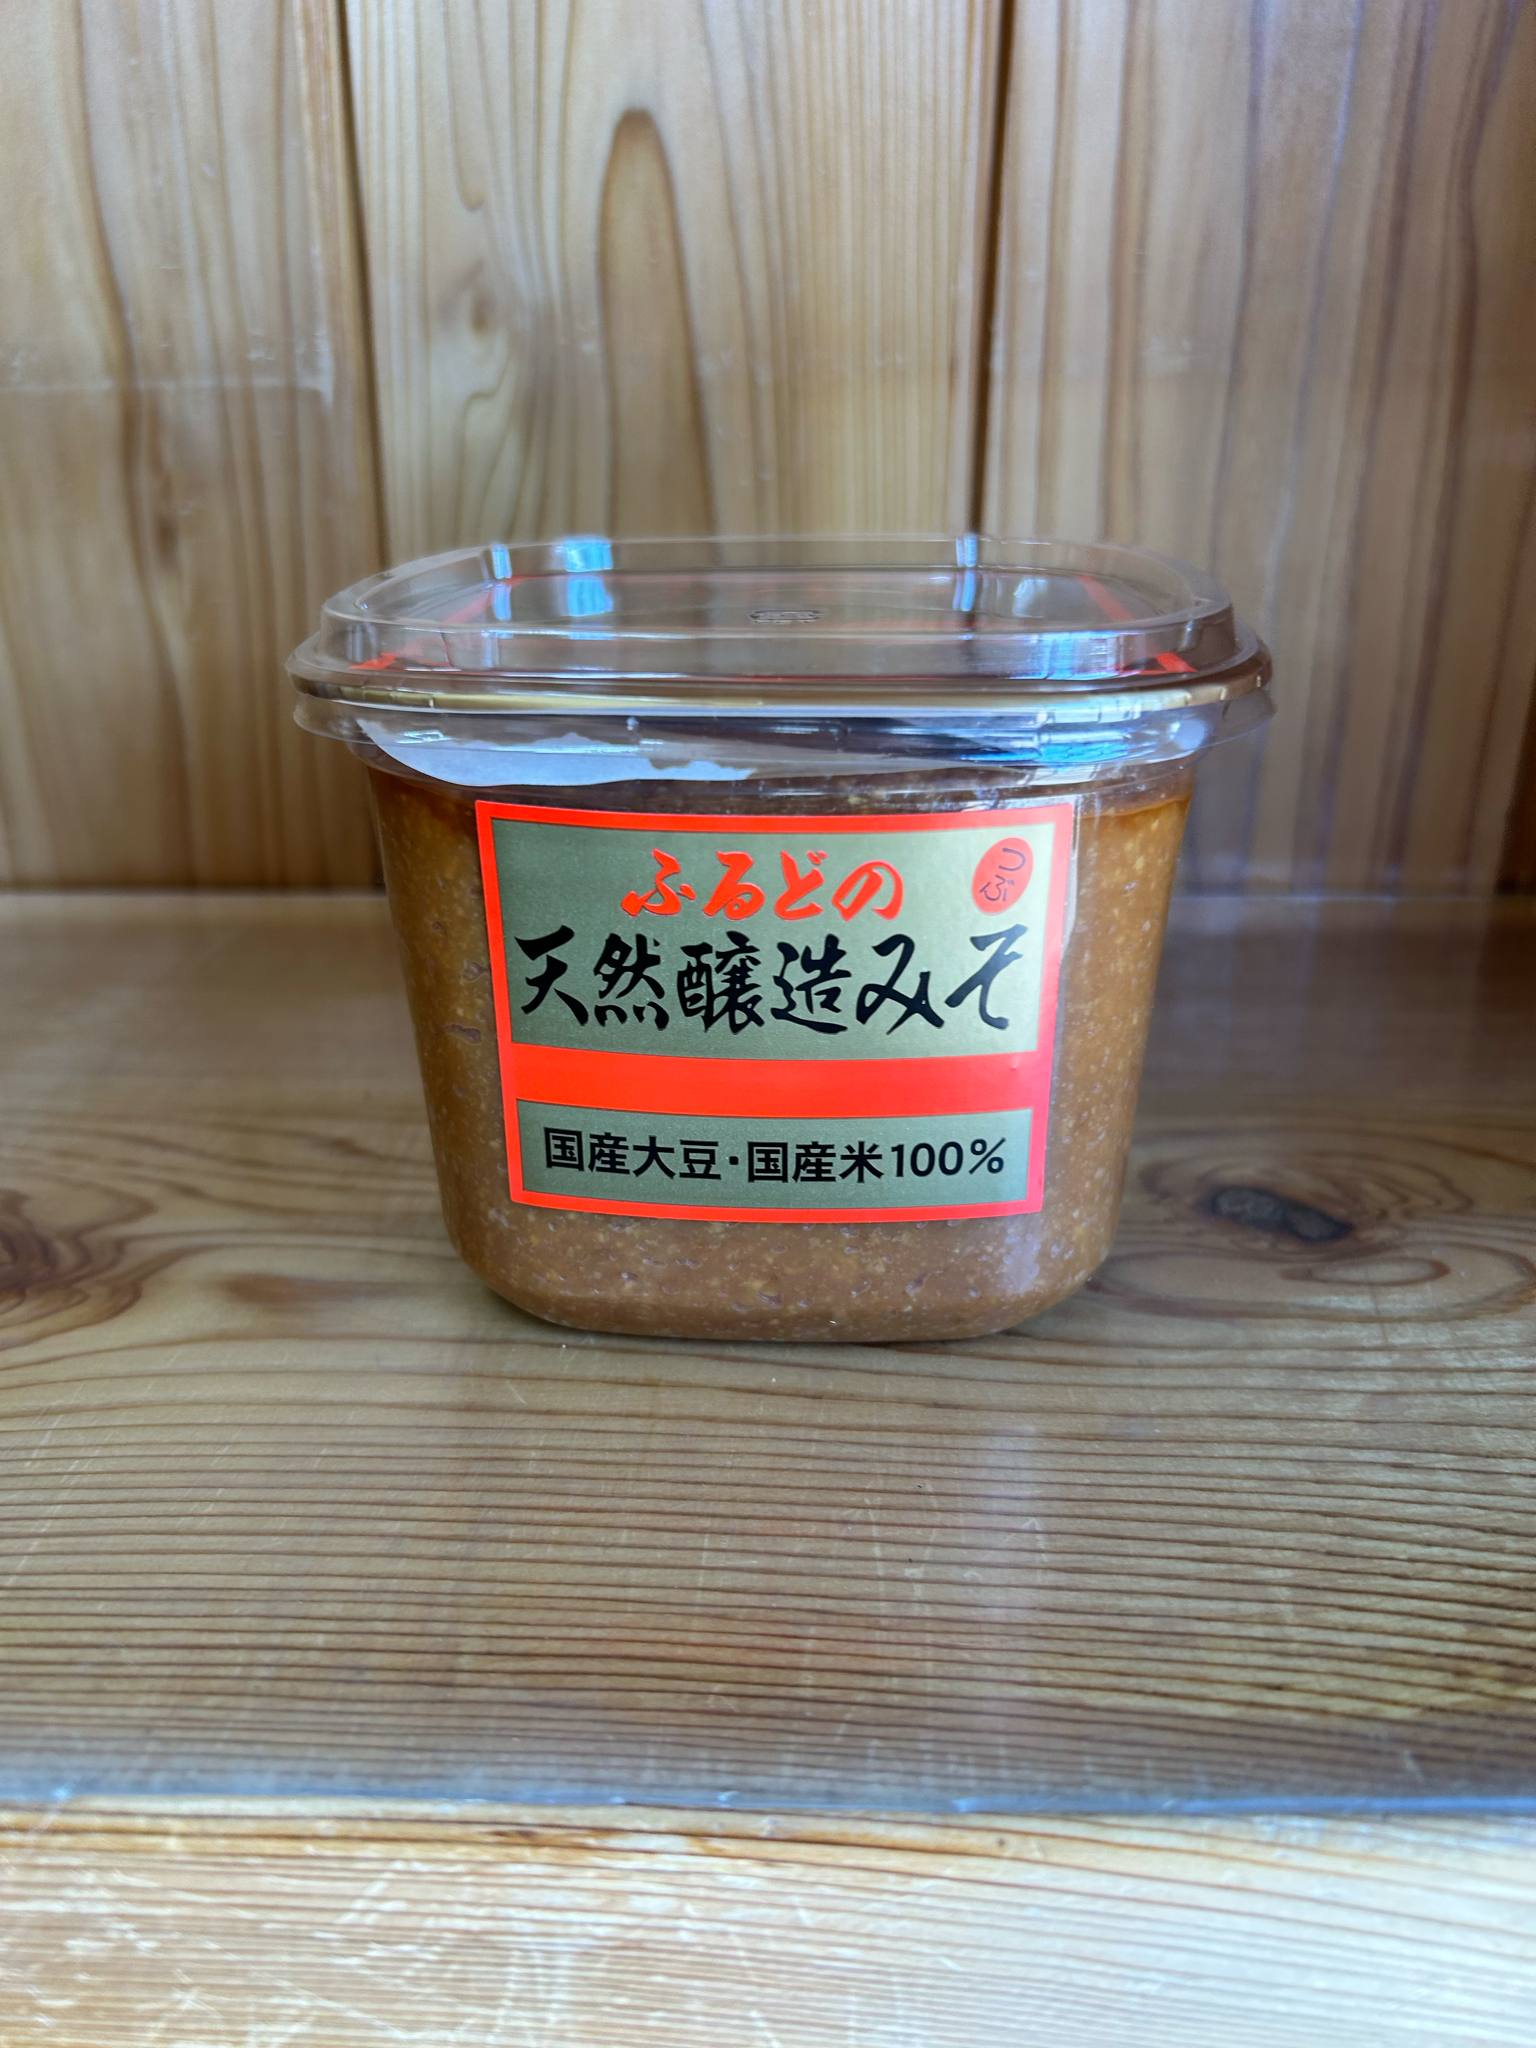 ふるどの
つぶ
天然醸造みそ
国産大豆・国産米100%